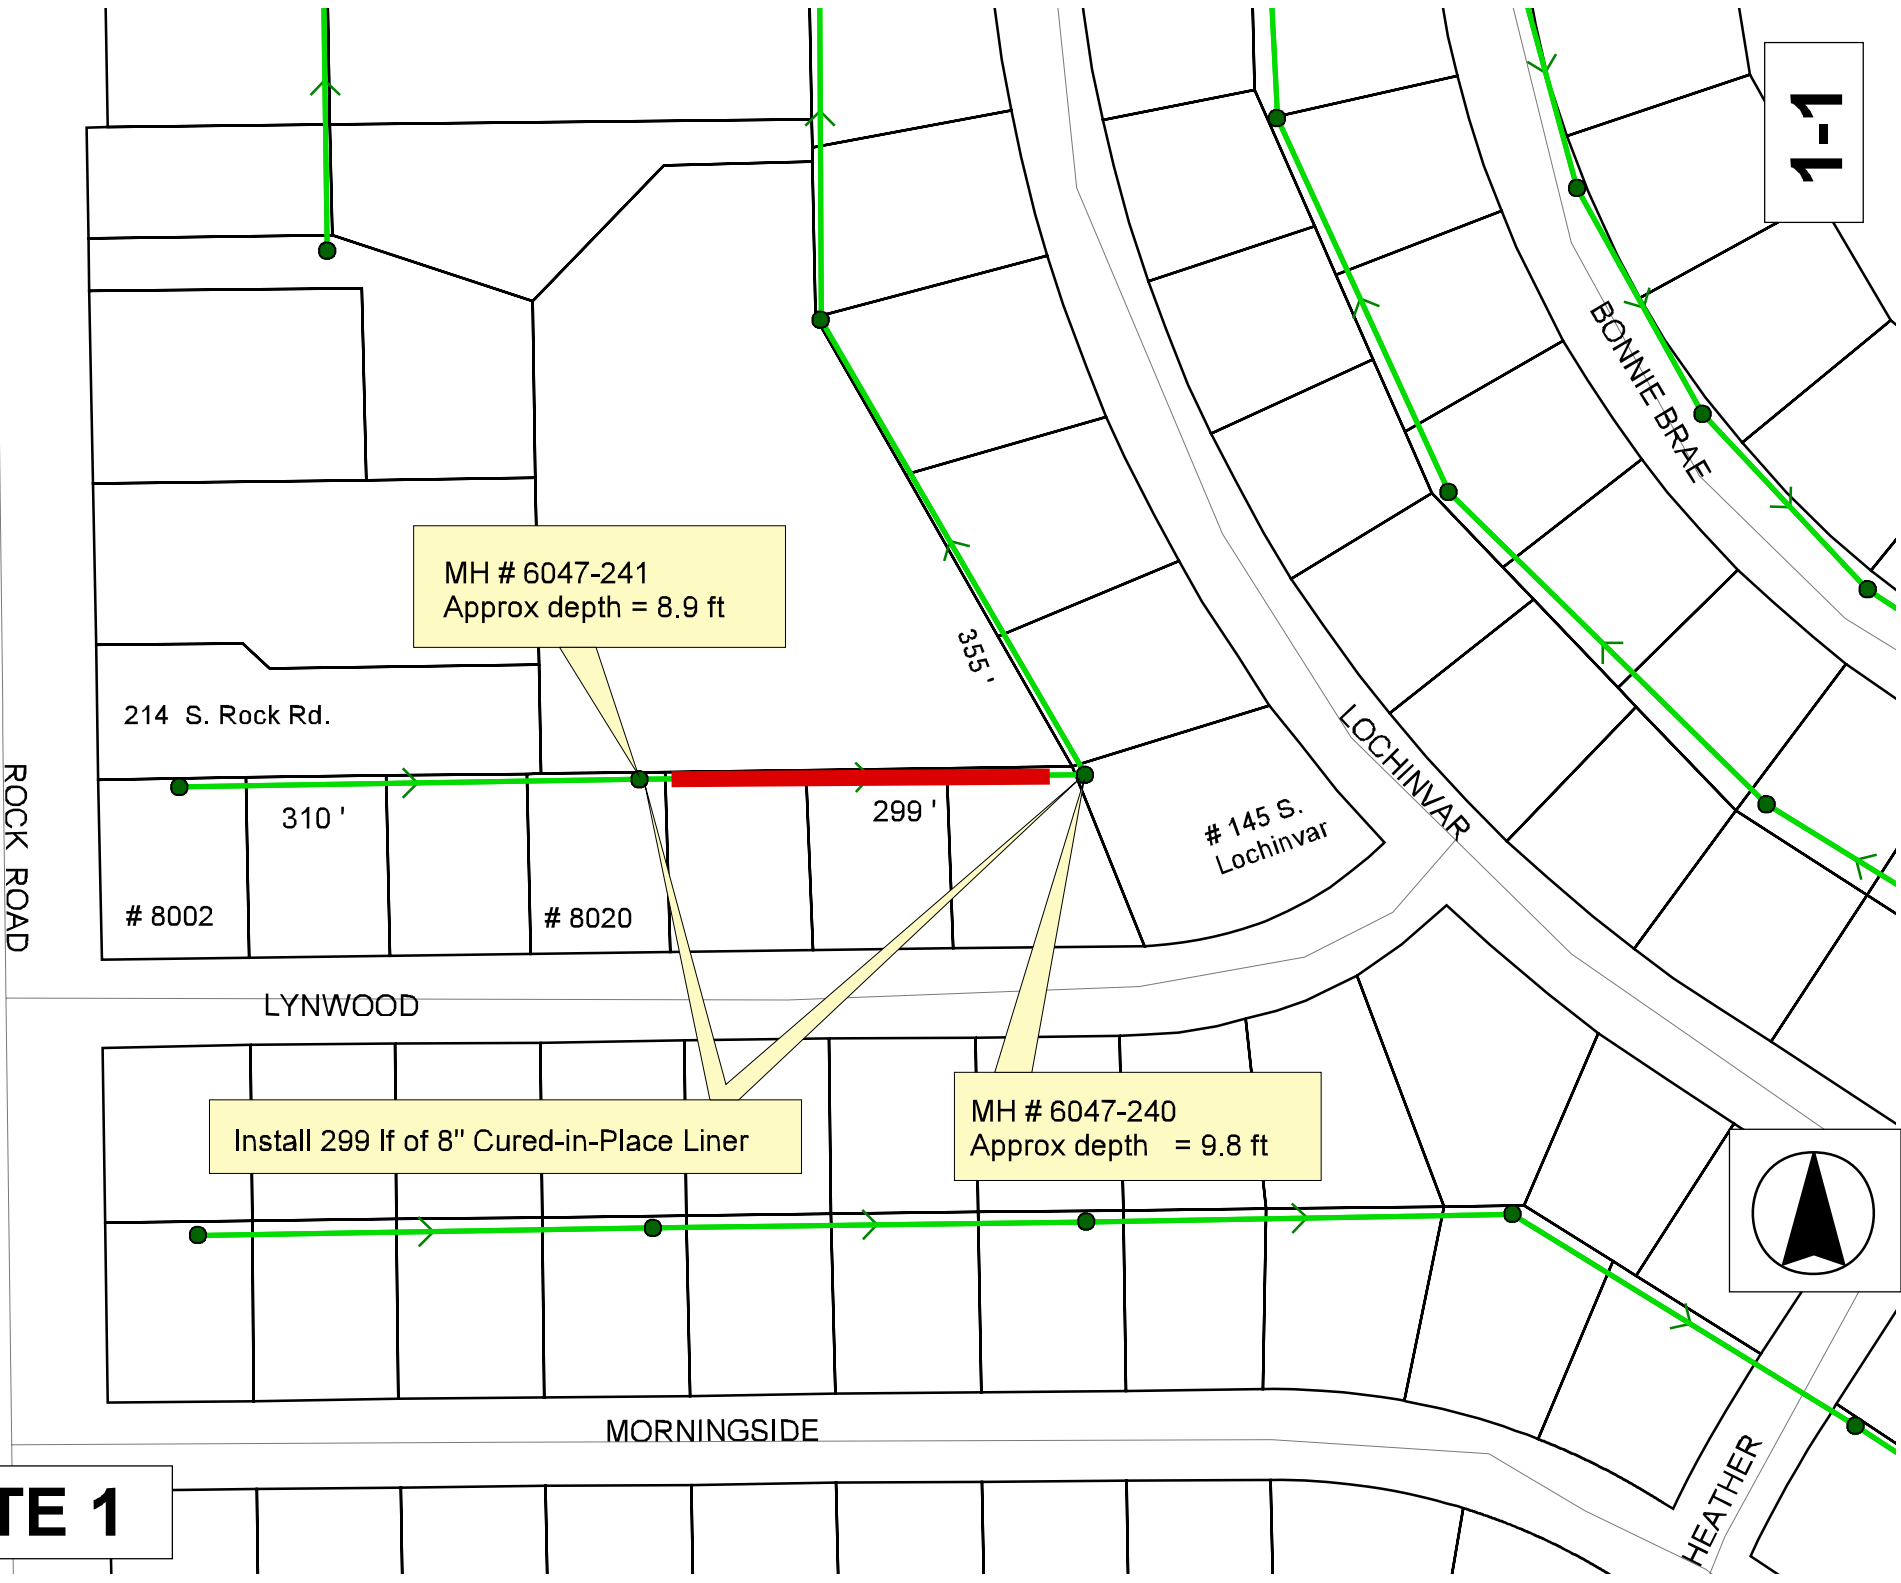 1-1
BONNIE BRAE
MH # 6047-241
Approx depth = 8.9 ft
355 '
214 S. Rock Rd.
LOCHINVAR
ROCK ROAD
310 '
299 '
# 145 S.
Lochinvar
# 8002
# 8020
LYNWOOD
Install 299 lf of 8" Cured-in-Place Liner
MH # 6047-240
Approx depth = 9.8 ft
MORNINGSIDE
HEATHER
TE 1